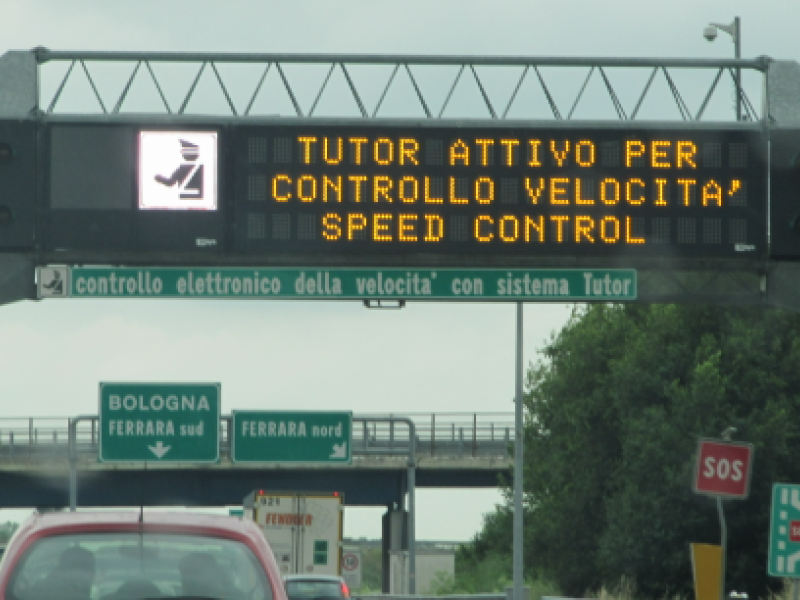 TUTOR ATTIVO PER
CONTROLLO VELOCITA'
SPEED CONTROL
controllo elettronico della velocita' con sistema Tutor
BOLOGNA
FERRARA sud
FERRARA nord
SOS
921